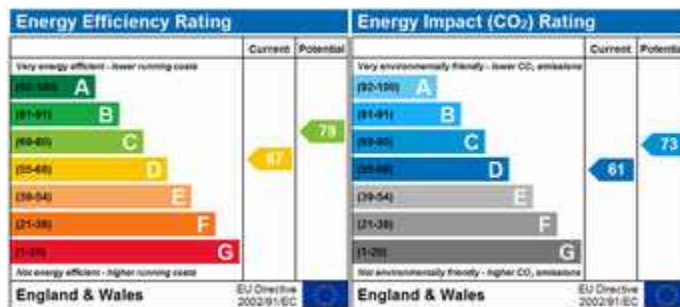 Energy Efficiency Rating
Current Potential
Very energy efficient - lower running costs
(92-100) A
(81-91) B
(69-80) C
(55-68) D
(39-54) E
(21-38) F
(1-20) G
67
79
Not energy efficient - higher running costs
England & Wales
EU Directive
2002/91/EC
Energy Impact (CO₂) Rating
Current Potential
Very environmentally friendly - lower CO₂ emissions
(92-100) A
(81-91) B
(69-80) C
(55-68) D
(39-54) E
(21-38) F
(1-20) G
61
73
Not environmentally friendly - higher CO₂ emissions
England & Wales
EU Directive
2002/91/EC